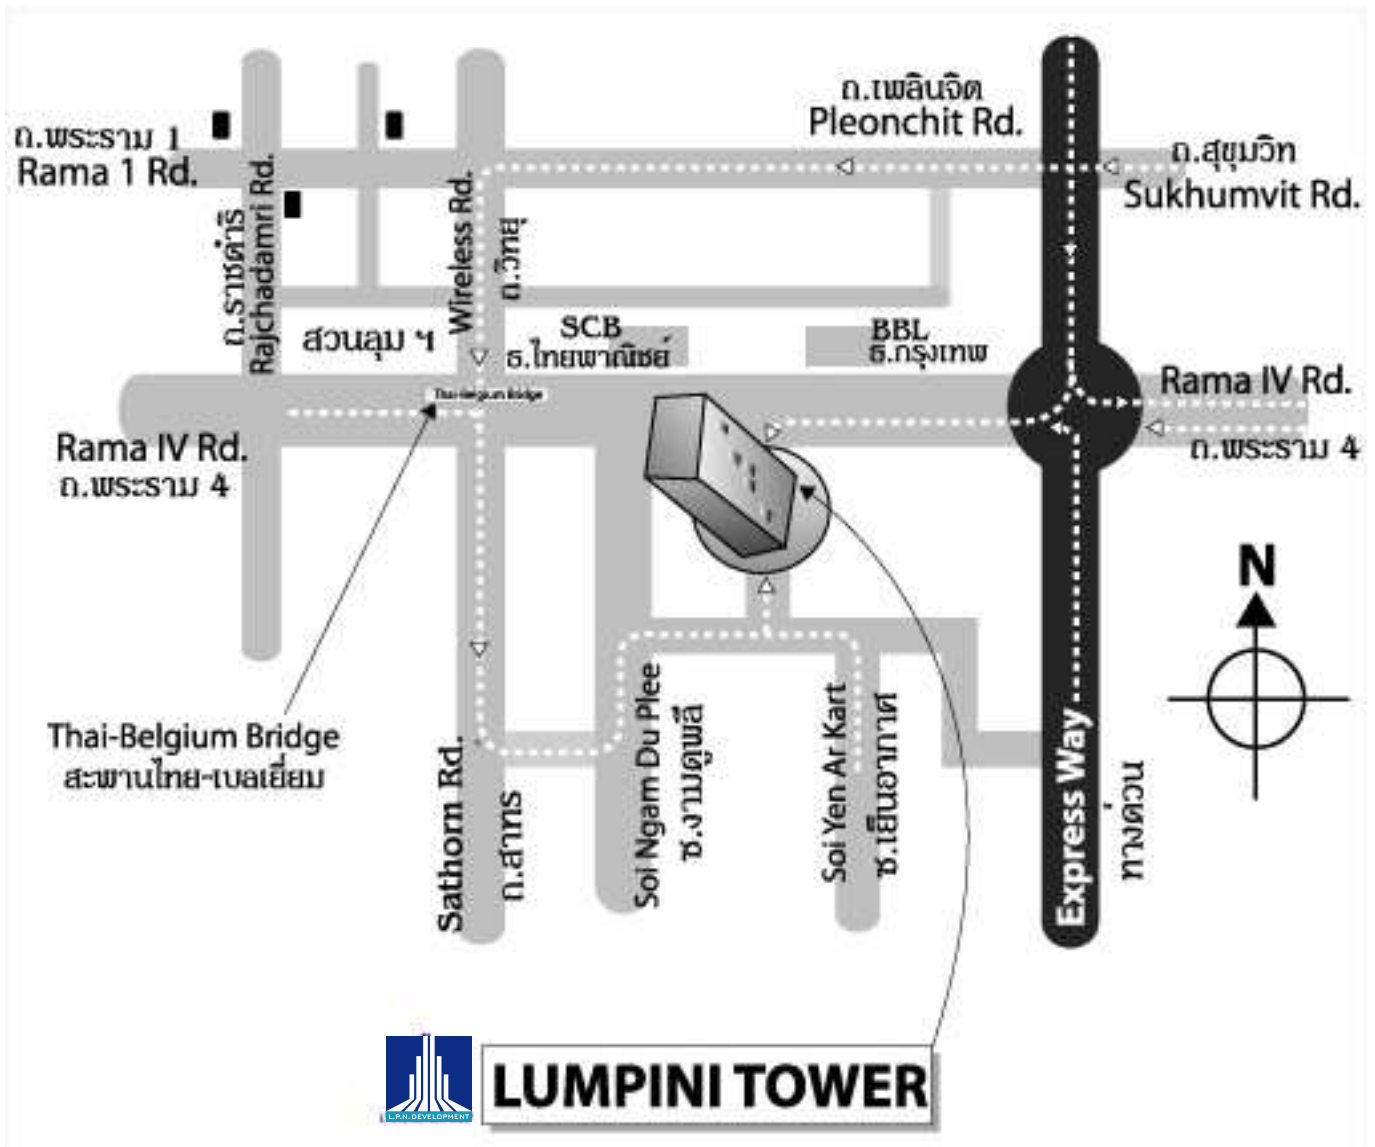 ถ.เพลินจิต
Pleonchit Rd.
ถ.พระราม 1
Rama 1 Rd.
ถ.สุขุมวิท
Sukhumvit Rd.
ถ.ราชดำริ
Rajchadamri Rd.
Wireless Rd.
ถ.วิทยุ
สวนลุม ฯ
SCB
ธ.ไทยพาณิชย์
BBL
ธ.กรุงเทพ
Thai-Belgium Bridge
Rama IV Rd.
ถ.พระราม 4
Rama IV Rd.
ถ.พระราม 4
N
Thai-Belgium Bridge
สะพานไทย-เบลเยี่ยม
Sathorn Rd.
ถ.สาทร
Soi Ngam Du Plee
ซ.งามดูพลี
Soi Yen Ar Kart
ซ.เย็นอากาศ
Express Way
ทางด่วน
L.P.N. DEVELOPMENT
LUMPINI TOWER